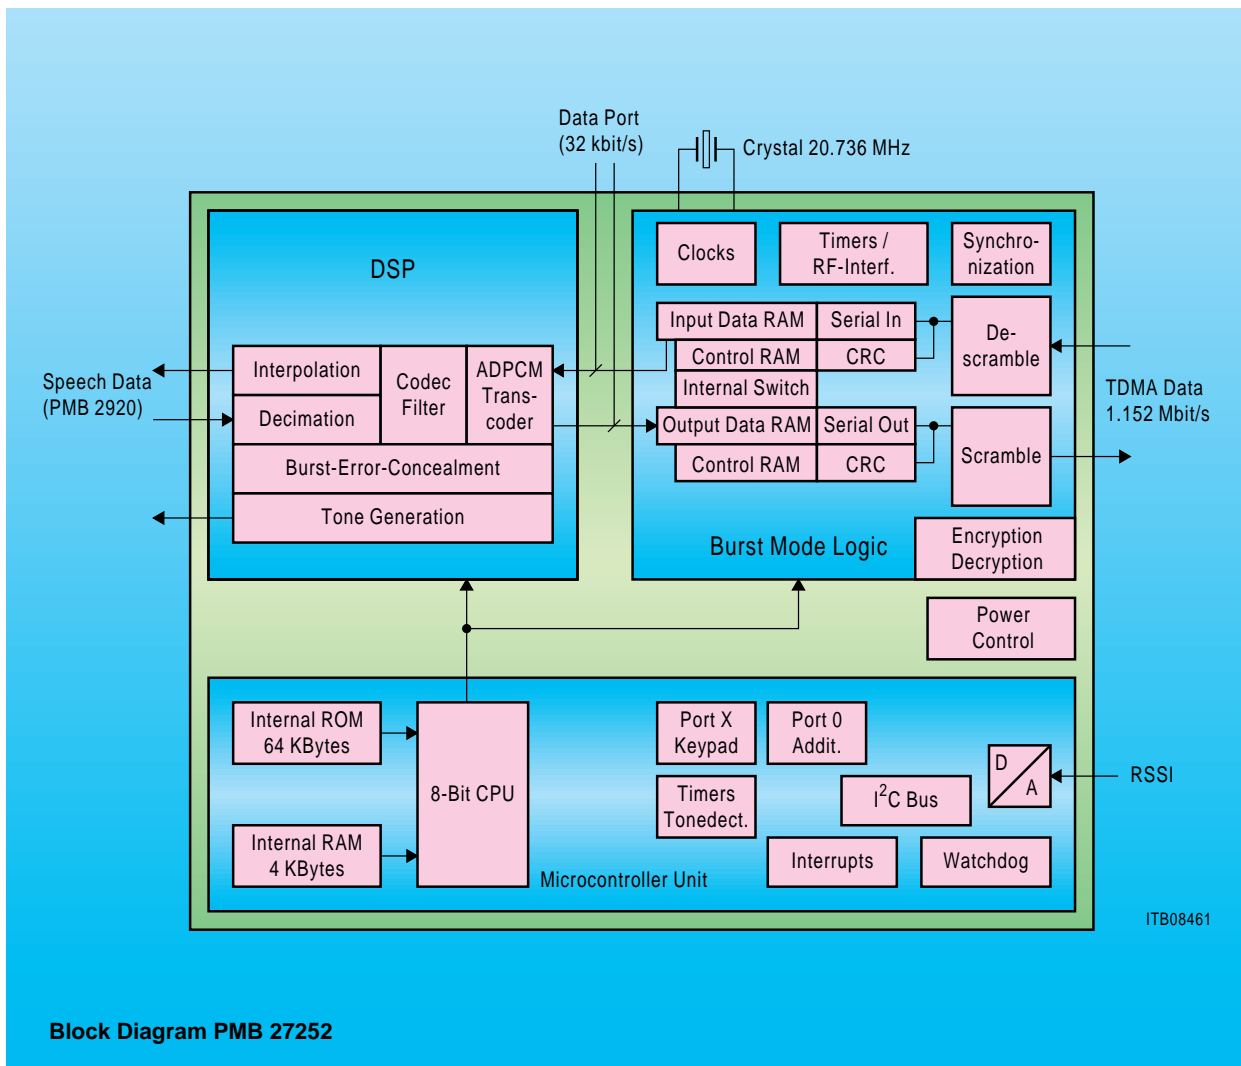 Data Port
(32 kbit/s)
Crystal 20.736 MHz
DSP
Clocks
Timers /
RF-Interf.
Synchro-
nization
Input Data RAM
Serial In
Control RAM
CRC
Internal Switch
Output Data RAM
Serial Out
Control RAM
CRC
De-
scramble
Scramble
TDMA Data
1.152 Mbit/s
Speech Data
(PMB 2920)
Interpolation
Decimation
Codec
Filter
ADPCM
Trans-
coder
Burst-Error-Concealment
Tone Generation
Burst Mode Logic
Encryption
Decryption
Power
Control
Internal ROM
64 KBytes
Internal RAM
4 KBytes
8-Bit CPU
Port X
Keypad
Port 0
Addit.
Timers
Tonedect.
I²C Bus
D
A
RSSI
Interrupts
Watchdog
Microcontroller Unit
ITB08461
Block Diagram PMB 27252